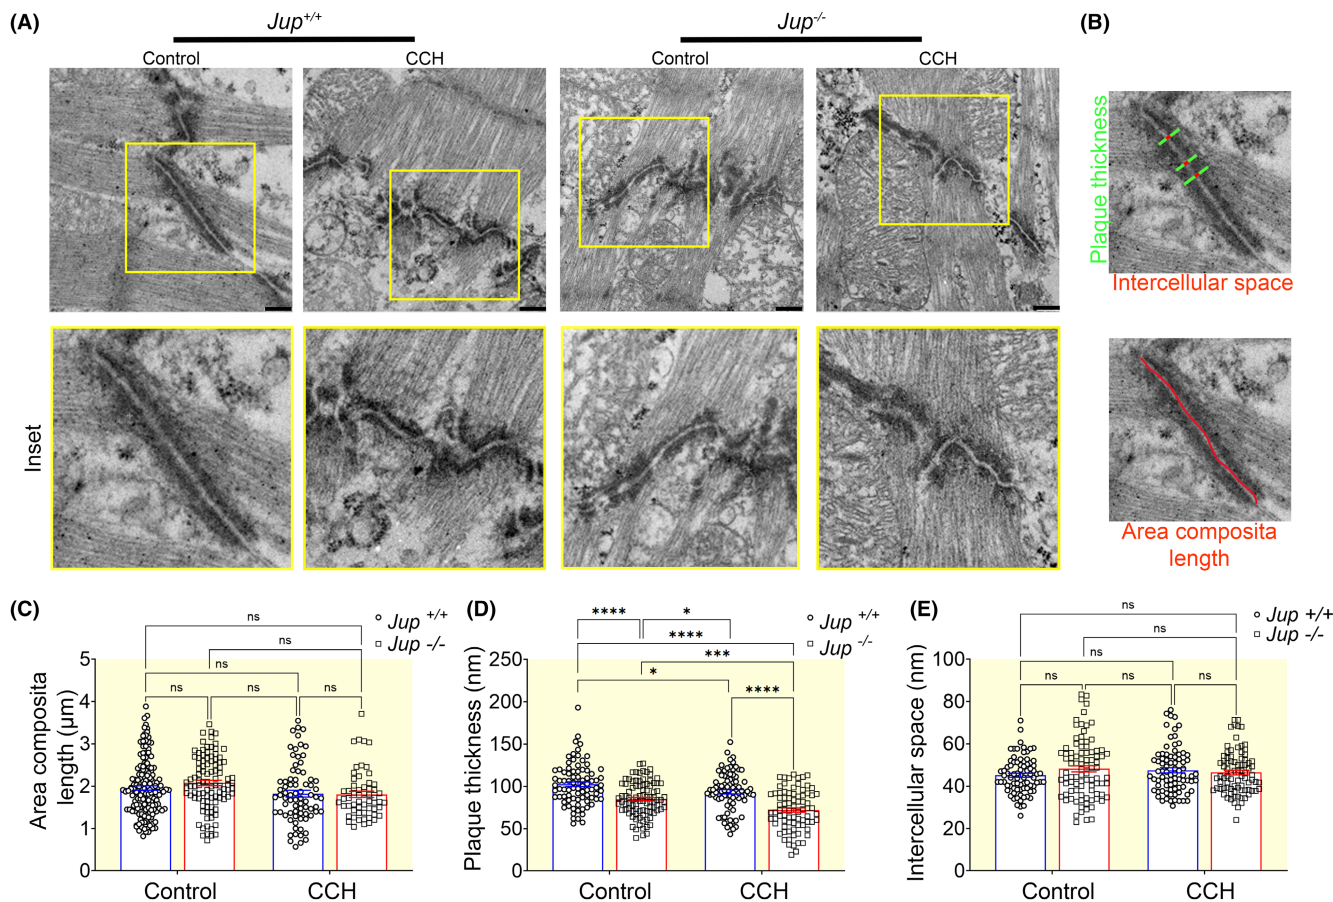 (A)
Jup+/+
Jup-/-
(B)
Control
CCH
Control
CCH
Plaque thickness
Intercellular space
Inset
Area composita
length
(C)
ns
Jup +/+
Jup -/-
ns
ns
ns
ns
ns
Area composita
length (μm)
5
4
3
2
1
0
Control
CCH
(D)
****
*
Jup +/+
Jup -/-
****
***
*
****
Plaque thickness (nm)
250
200
150
100
50
0
Control
CCH
(E)
ns
Jup +/+
Jup -/-
ns
ns
ns
ns
ns
Intercellular space (nm)
100
80
60
40
20
0
Control
CCH